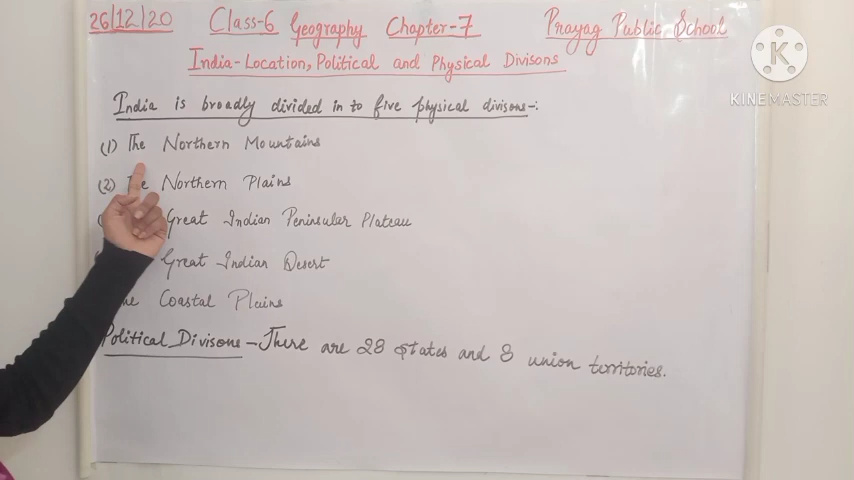 26/12/20 Class-6 Geography Chapter-7 Prayag Public School
India-Location, Political and Physical Divisons
KINEMASTER
India is broadly divided in to five physical divisons-:
(1) The Northern Mountains
(2) The Northern Plains
Great Indian Peninsular Plateau
Great Indian Desert
The Coastal Plains
Political Divisons - There are 28 states and 8 union territories.